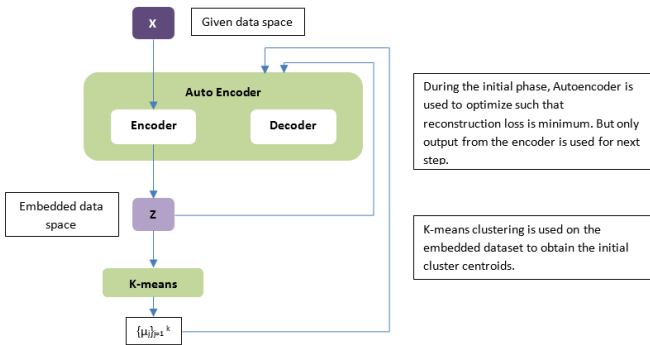 X
Given data space
Auto Encoder
Encoder
Decoder
During the initial phase, Autoencoder is
used to optimize such that
reconstruction loss is minimum. But only
output from the encoder is used for next
step.
Embedded data
space
Z
K-means clustering is used on the
embedded dataset to obtain the initial
cluster centroids.
K-means
{μj}j=1 k